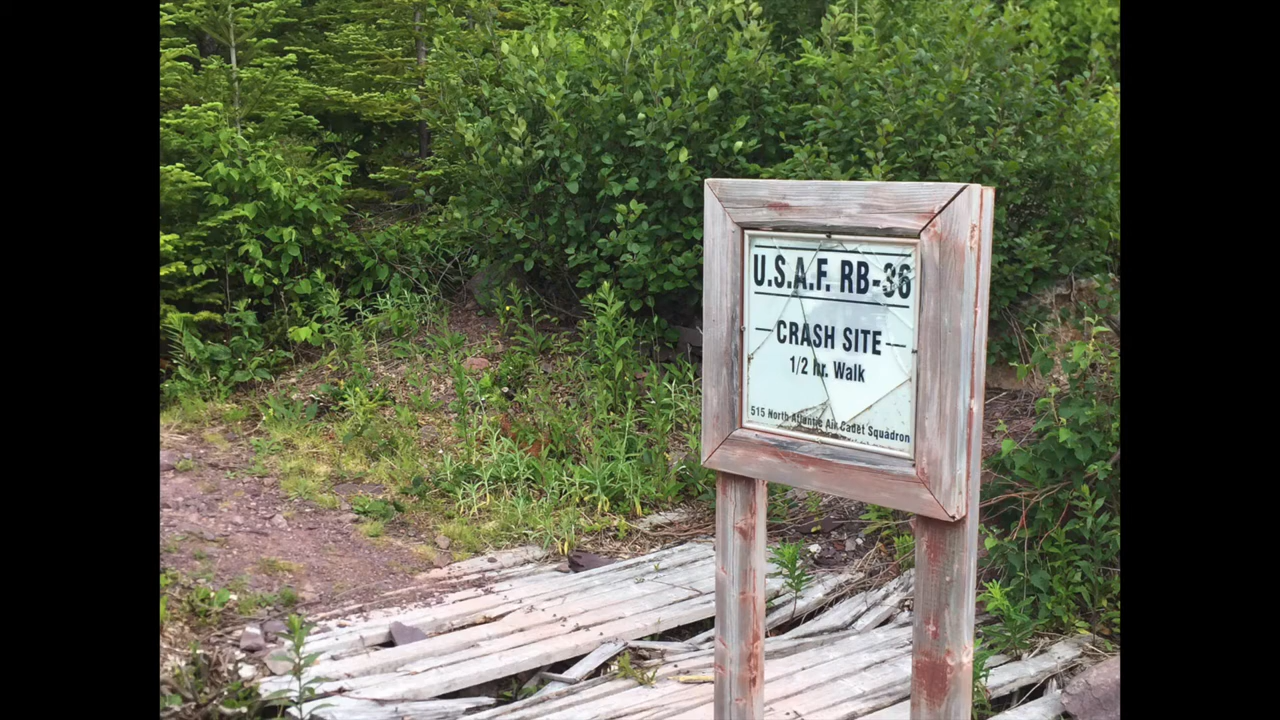 U.S.A.F. RB-36
CRASH SITE
1/2 hr. Walk
515 North Atlantic Air Cadet Squadron